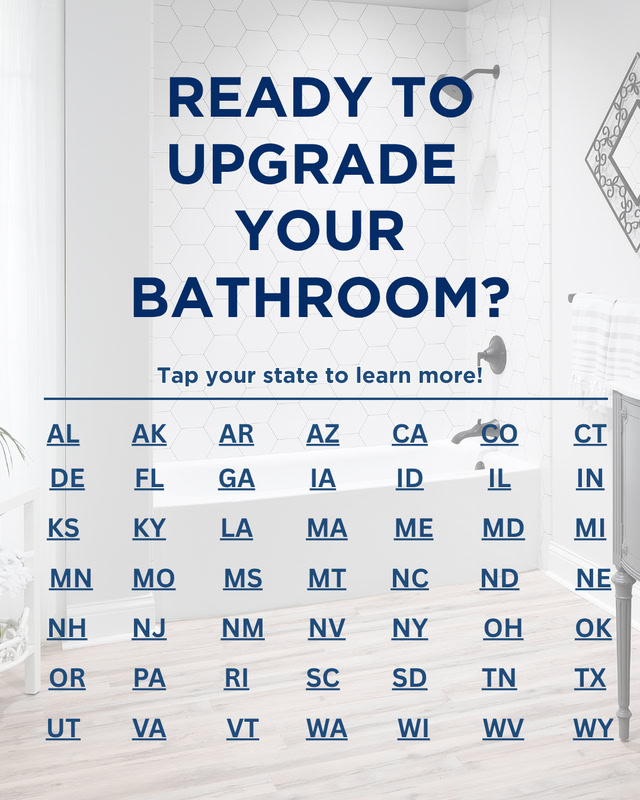 READY TO
UPGRADE
YOUR
BATHROOM?
Tap your state to learn more!
AL AK AR AZ CA CO CT
DE FL GA IA ID IL IN
KS KY LA MA ME MD MI
MN MO MS MT NC ND NE
NH NJ NM NV NY OH OK
OR PA RI SC SD TN TX
UT VA VT WA WI WV WY